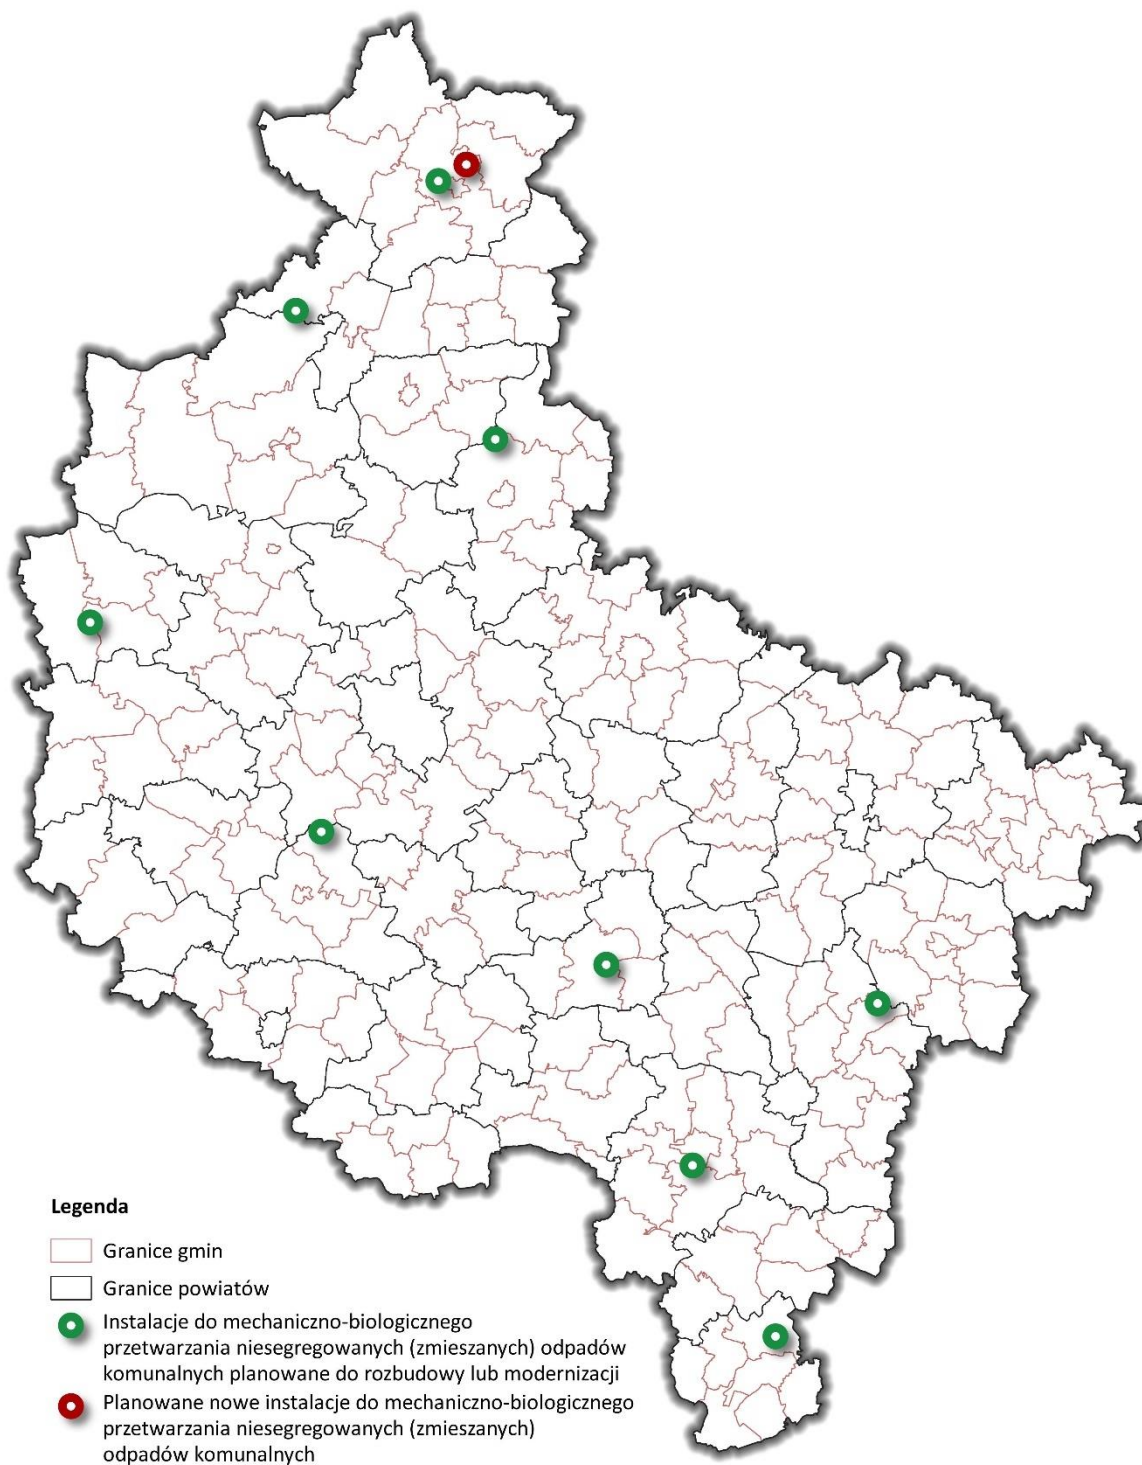 Legenda
Granice gmin
Granice powiatów
Instalacje do mechaniczno-biologicznego
przetwarzania niesegregowanych (zmieszanych) odpadów
komunalnych planowane do rozbudowy lub modernizacji
Planowane nowe instalacje do mechaniczno-biologicznego
przetwarzania niesegregowanych (zmieszanych)
odpadów komunalnych